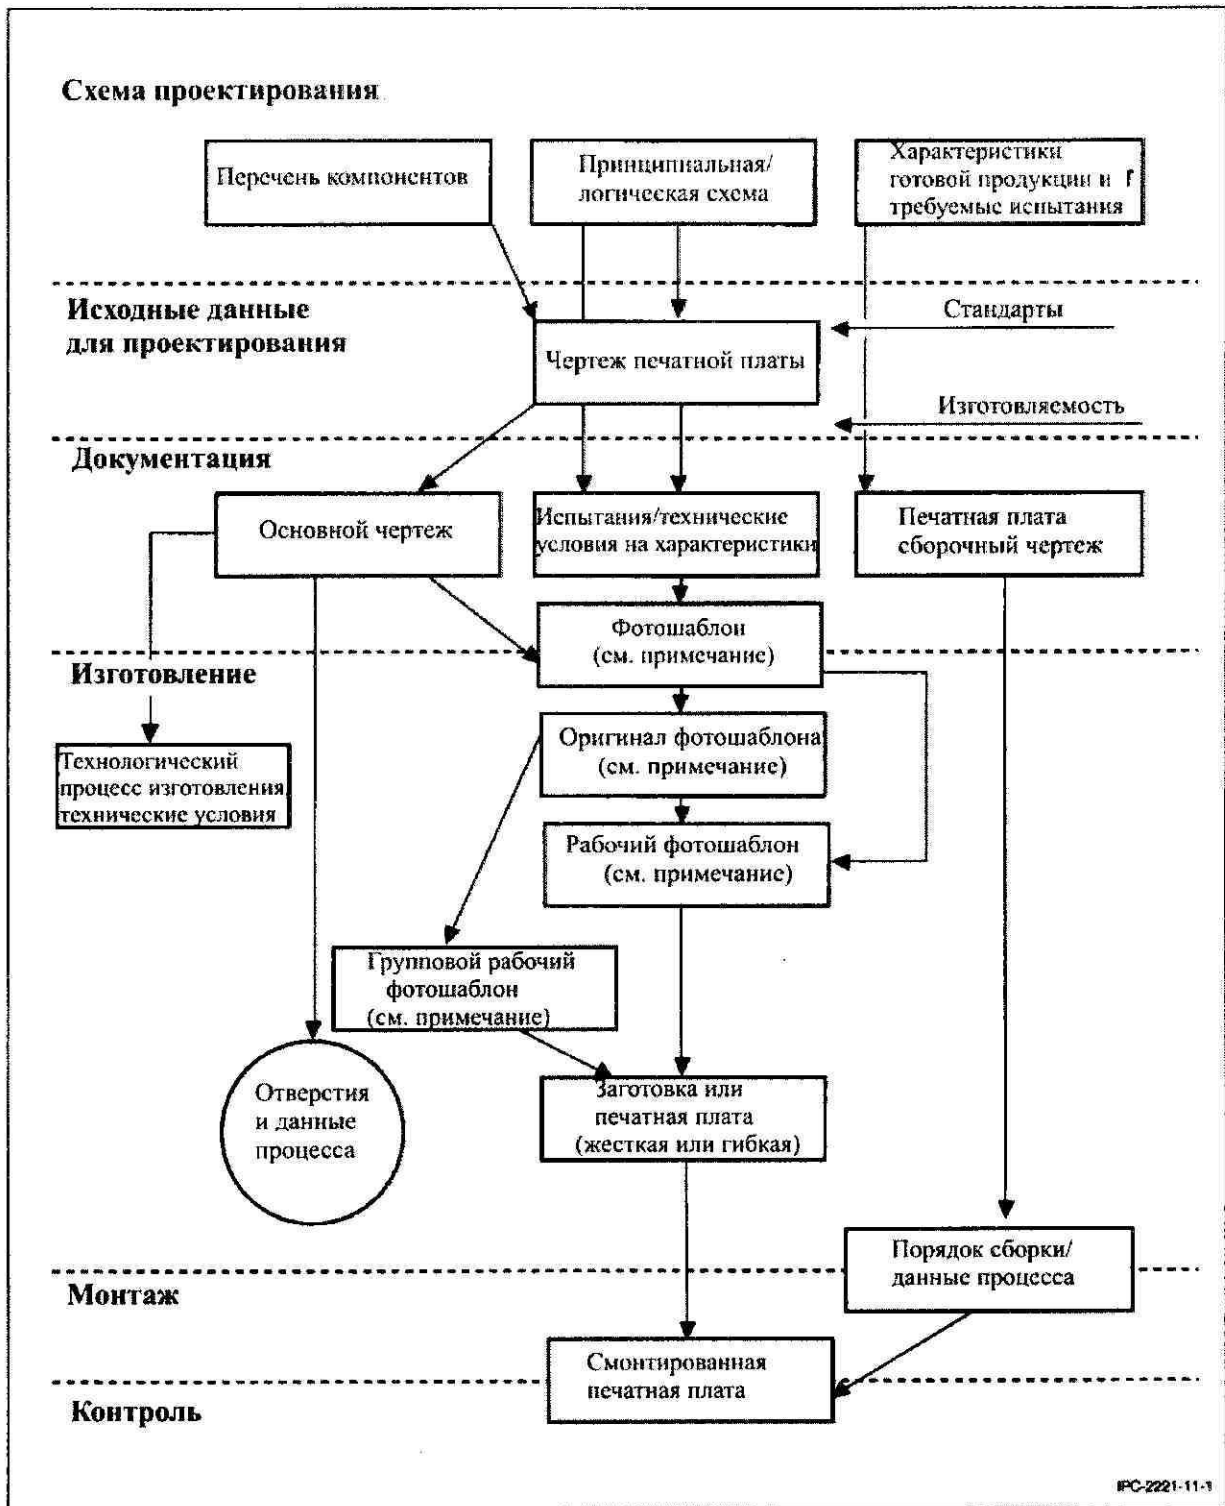 Схема проектирования
Перечень компонентов
Принципиальная/
логическая схема
Характеристики
готовой продукции и
требуемые испытания
Исходные данные
для проектирования
Стандарты
Чертеж печатной платы
Изготовляемость
Документация
Основной чертеж
Испытания/технические
условия на характеристики
Печатная плата
сборочный чертеж
Фотошаблон
(см. примечание)
Изготовление
Оригинал фотошаблона
(см. примечание)
Технологический
процесс изготовления,
технические условия
Рабочий фотошаблон
(см. примечание)
Групповой рабочий
фотошаблон
(см. примечание)
Отверстия
и данные
процесса
Заготовка или
печатная плата
(жесткая или гибкая)
Порядок сборки/
данные процесса
Монтаж
Смонтированная
печатная плата
Контроль
IPC-2221-11-1